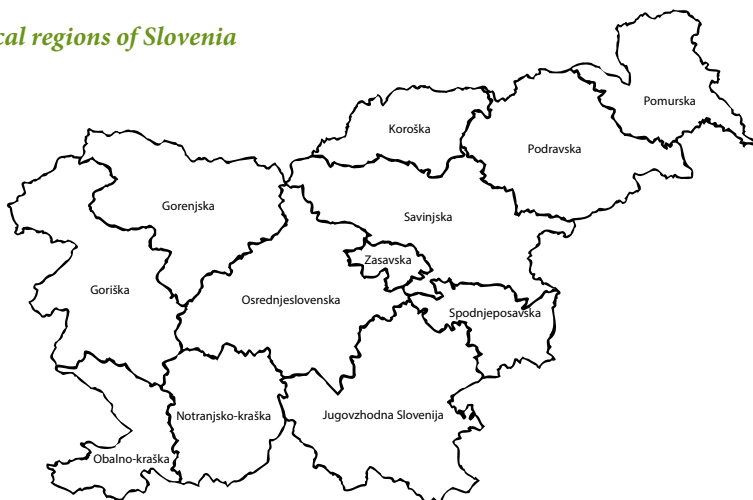 cal regions of Slovenia
Pomurska
Koroška
Podravska
Gorenjska
Savinjska
Zasavska
Goriška
Osrednjeslovenska
Spodnjeposavska
Notranjsko-kraška
Jugovzhodna Slovenija
Obalno-kraška